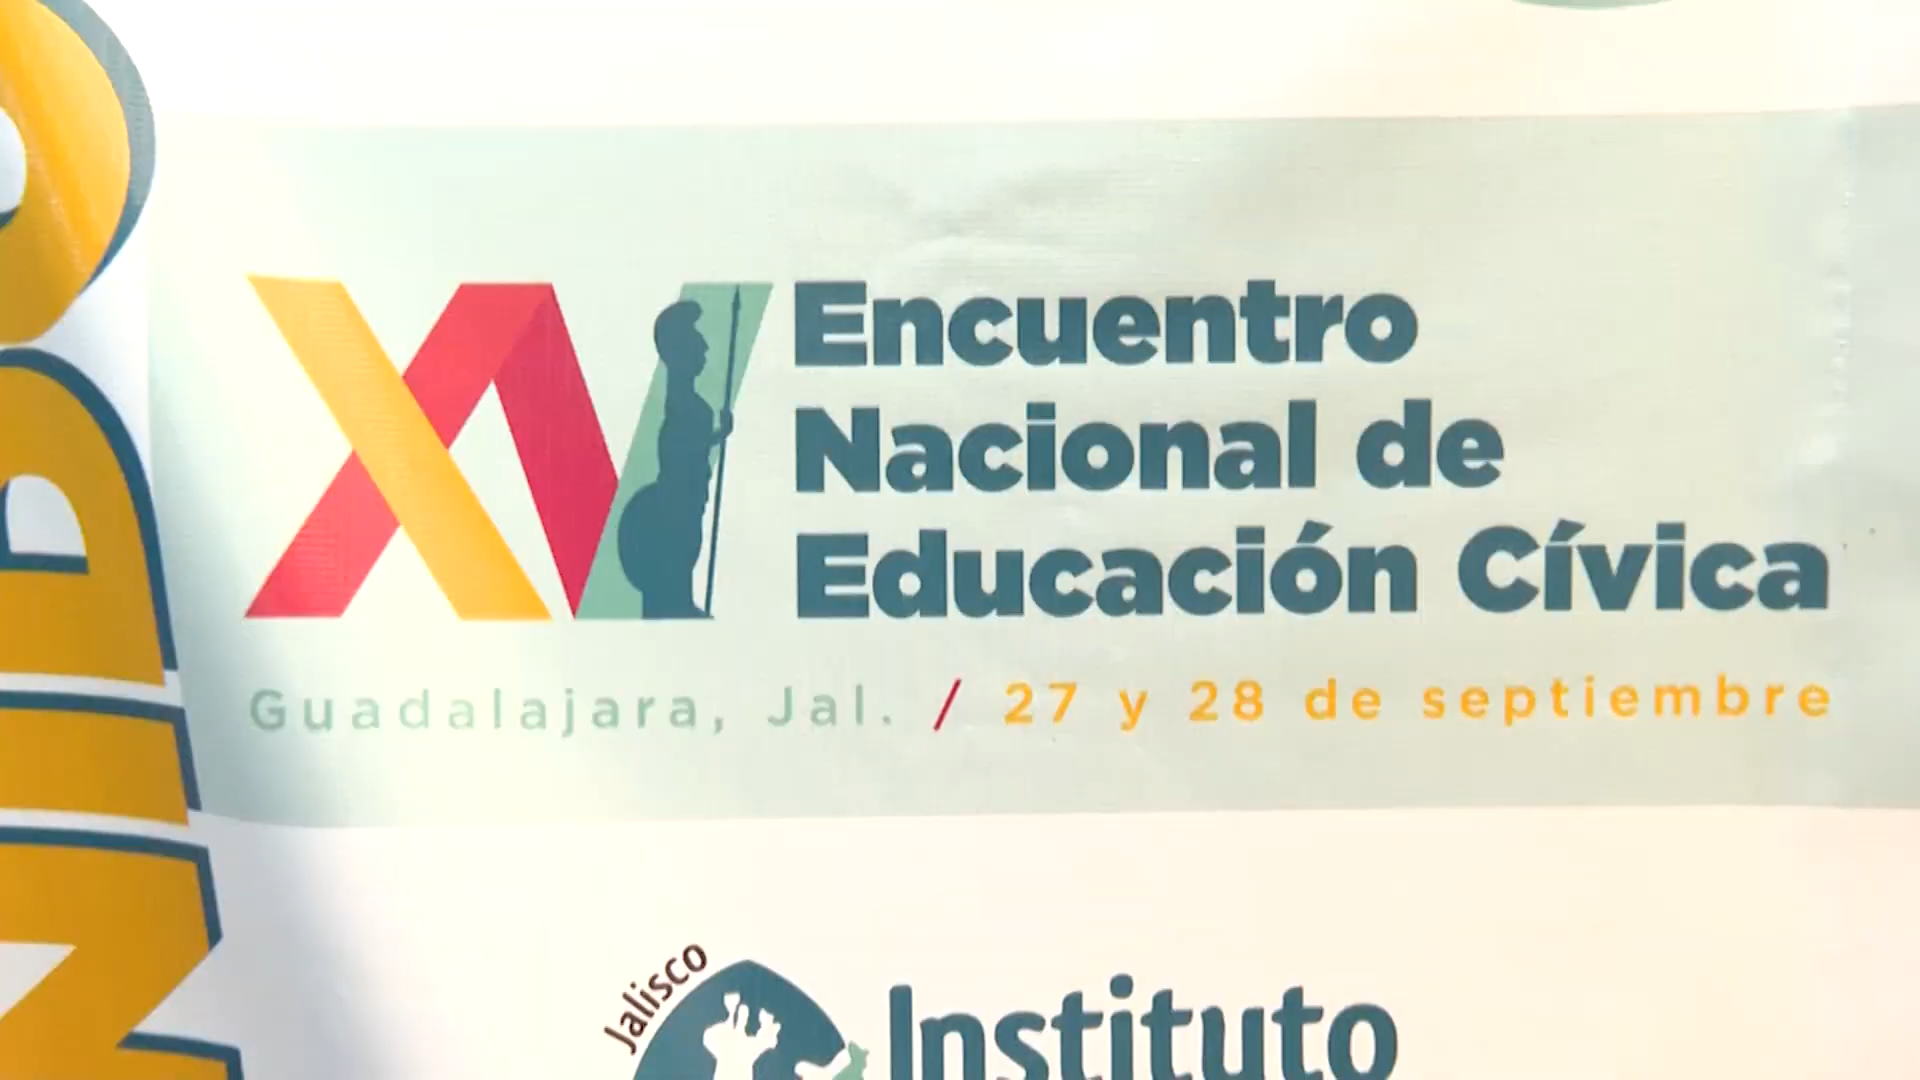 XV
Encuentro
Nacional de
Educación Cívica
Guadalajara, Jal. / 27 y 28 de septiembre
Jalisco
Instituto